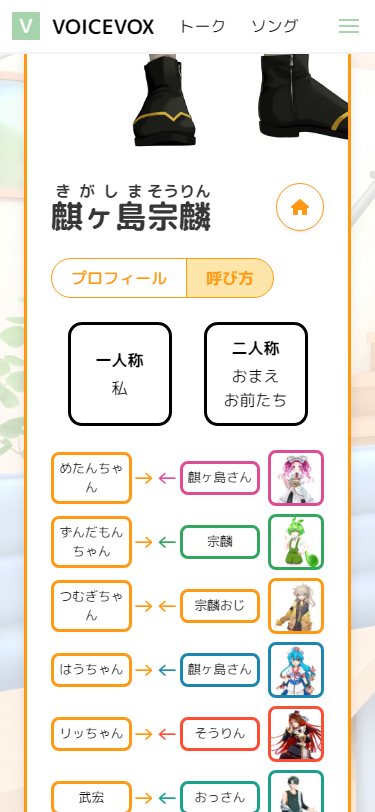 V VOICEVOX トーク ソング
きがしまそうりん
麒ヶ島宗麟
プロフィール 呼び方
一人称
私
二人称
おまえ
お前たち
めたんちゃ
ん
麒ヶ島さん
ずんだもん
ちゃん
宗麟
つむぎちゃ
ん
宗麟おじ
はうちゃん 麒ヶ島さん
リッちゃん そうりん
武宏 おっさん